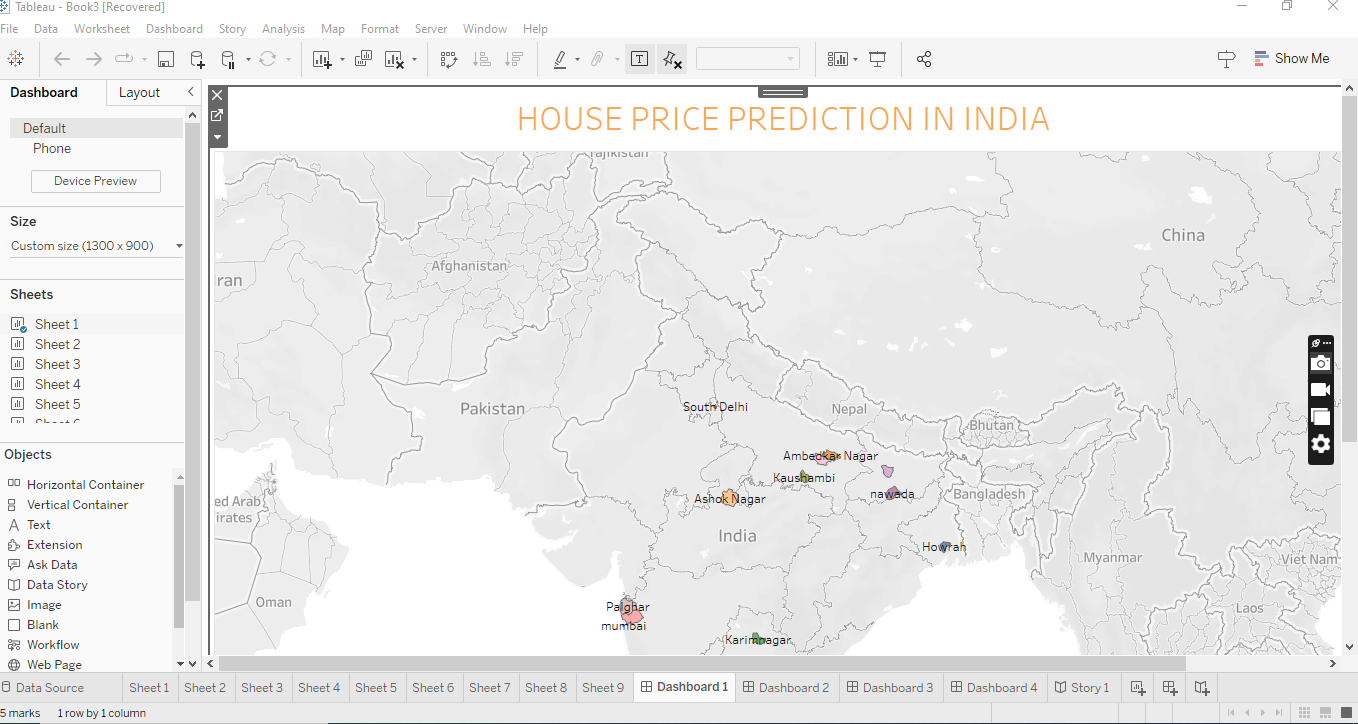 Tableau - Book3 [Recovered]
File Data Worksheet Dashboard Story Analysis Map Format Server Window Help
Show Me
Dashboard Layout
Default
Phone
Device Preview
Size
Custom size (1300 x 900)
Sheets
Sheet 1
Sheet 2
Sheet 3
Sheet 4
Sheet 5
Objects
Horizontal Container
Vertical Container
Text
Extension
Ask Data
Data Story
Image
Blank
Workflow
Web Page
HOUSE PRICE PREDICTION IN INDIA
Tajikistan
China
Afghanistan
ran
Pakistan
South Delhi
Nepal
Bhutan
Ambedkar Nagar
Kaushambi
Ashok Nagar
nawada
Bangladesh
ed Arab
irates
India
Howrah
Myanmar
Viet Nam
Oman
Palghar
mumbai
Laos
Karimnagar
Data Source Sheet 1 Sheet 2 Sheet 3 Sheet 4 Sheet 5 Sheet 6 Sheet 7 Sheet 8 Sheet 9 Dashboard 1 Dashboard 2 Dashboard 3 Dashboard 4 Story 1
5 marks 1 row by 1 column